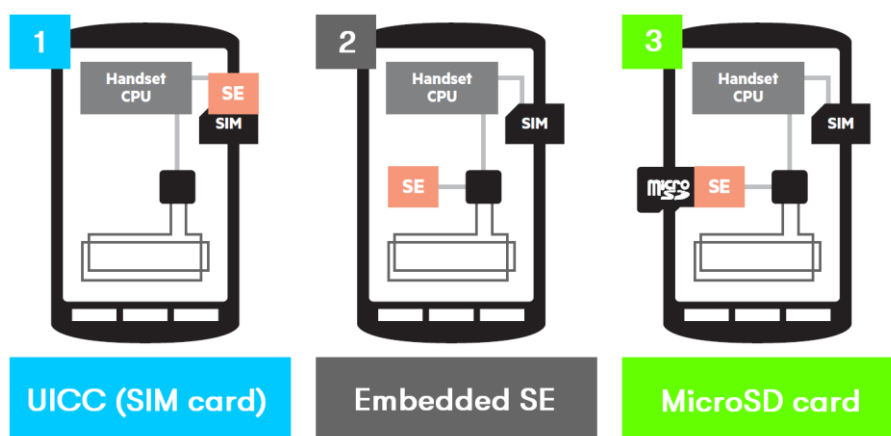 1
Handset
CPU
SE
SIM
UICC (SIM card)
2
Handset
CPU
SIM
SE
Embedded SE
3
Handset
CPU
SIM
micro
SD
SE
MicroSD card